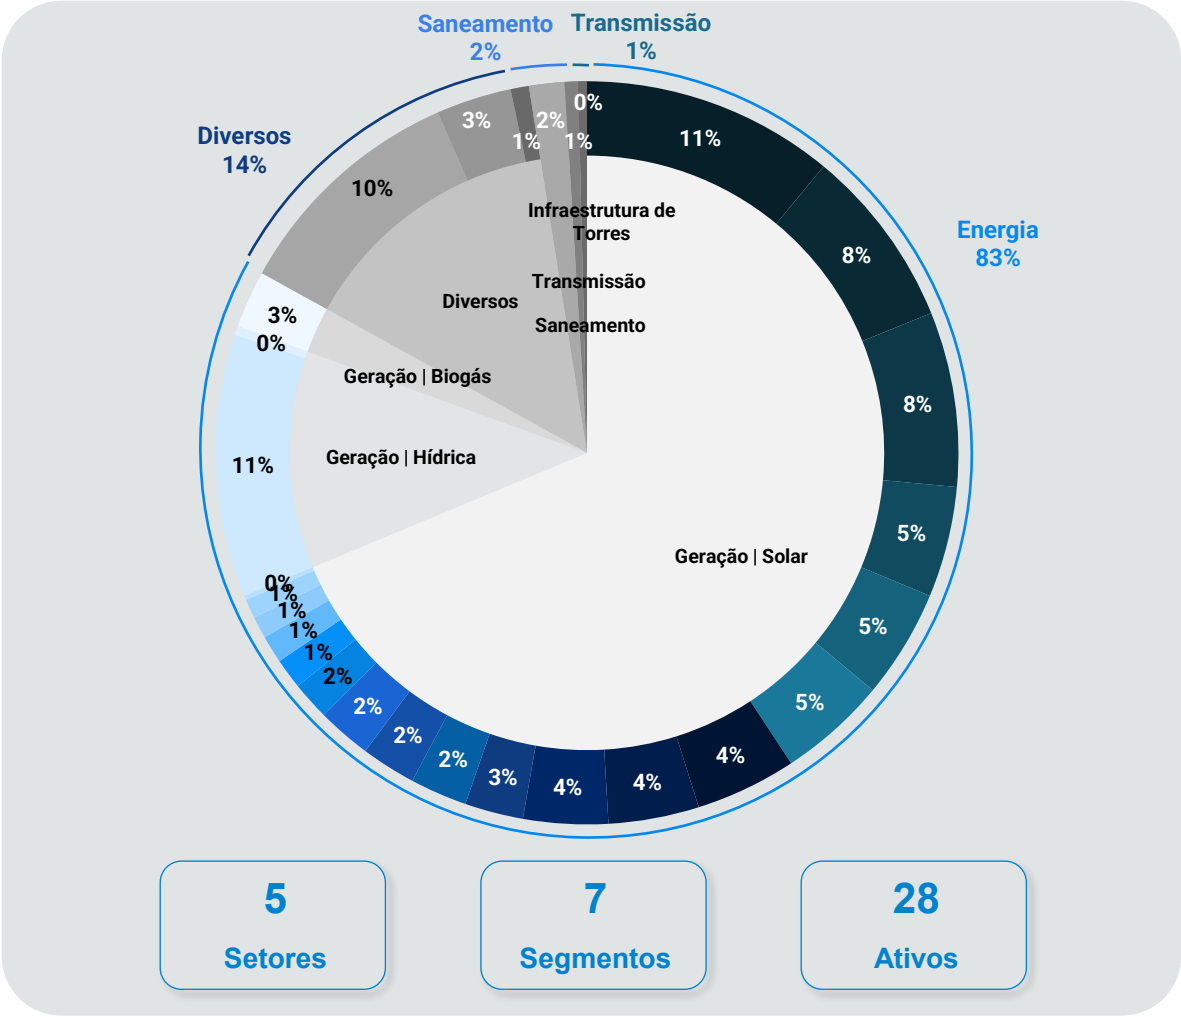 Saneamento
2%
Transmissão
1%
Diversos
14%
Energia
83%
0%
11%
8%
8%
5%
5%
5%
4%
4%
4%
3%
2%
2%
2%
2%
1%
1%
1%
1%
0%
11%
0%
3%
10%
3%
1%
2%
1%
Infraestrutura de
Torres
Transmissão
Diversos
Saneamento
Geração | Biogás
Geração | Hídrica
Geração | Solar
5
Setores
7
Segmentos
28
Ativos